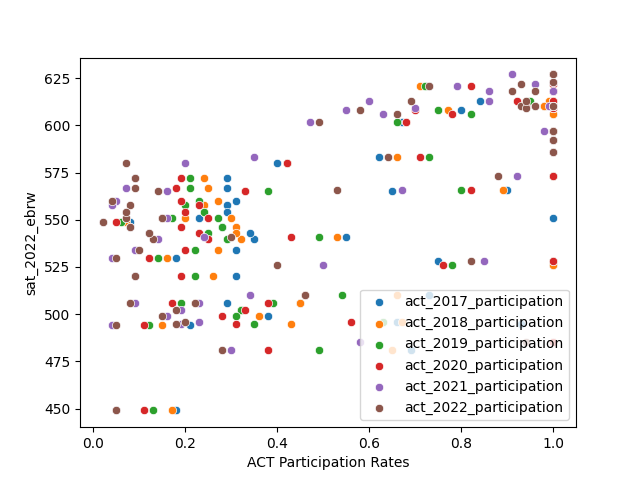 625
600
575
550
525
500
475
450
sat_2022_ebrw
act_2017_participation
act_2018_participation
act_2019_participation
act_2020_participation
act_2021_participation
act_2022_participation
0.0 0.2 0.4 0.6 0.8 1.0
ACT Participation Rates